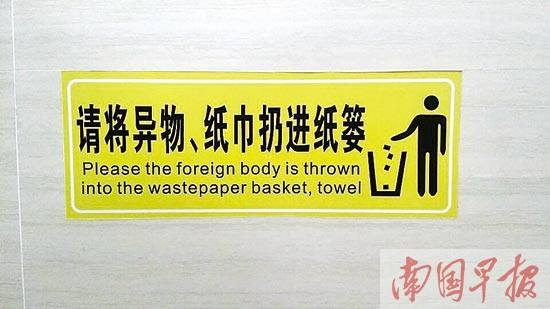 请将异物、纸巾扔进纸篓
Please the foreign body is thrown
into the wastepaper basket, towel
南国早报